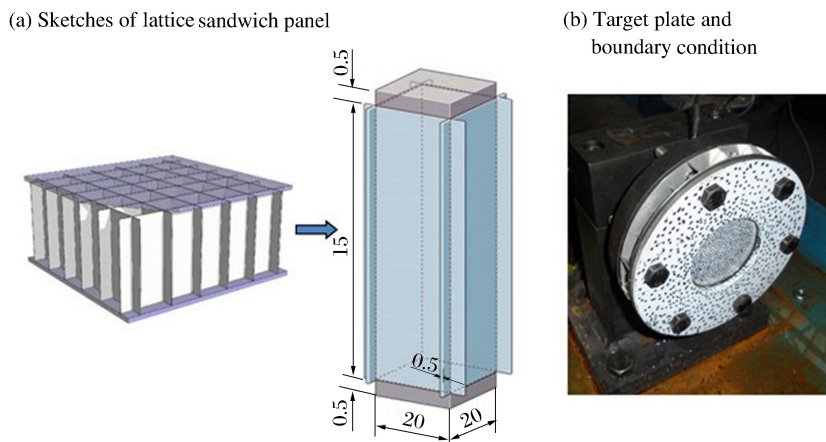 (a) Sketches of lattice sandwich panel
(b) Target plate and
boundary condition
0.5
15
0.5
0.5
20
20